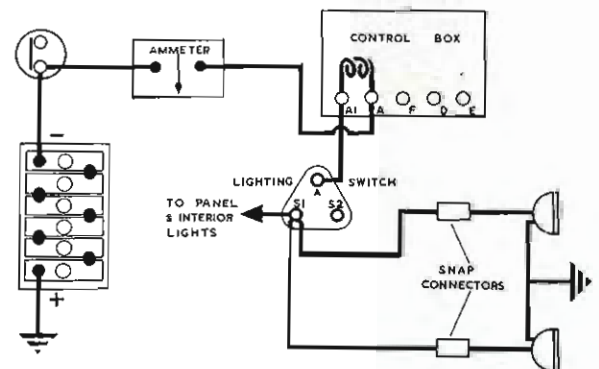 AMMETER
CONTROL BOX
A1 A F D E
−
LIGHTING SWITCH
A
S1 S2
TO PANEL
& INTERIOR
LIGHTS
SNAP
CONNECTORS
+